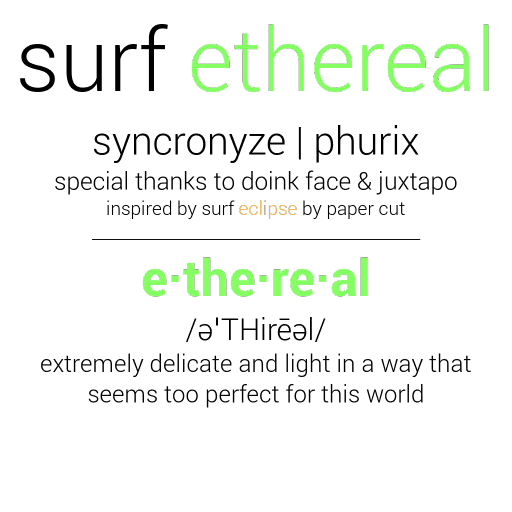 surf ethereal
syncronyze | phurix
special thanks to doink face & juxtapo
inspired by surf eclipse by paper cut
e·the·re·al
/əˈTHirēəl/
extremely delicate and light in a way that
seems too perfect for this world